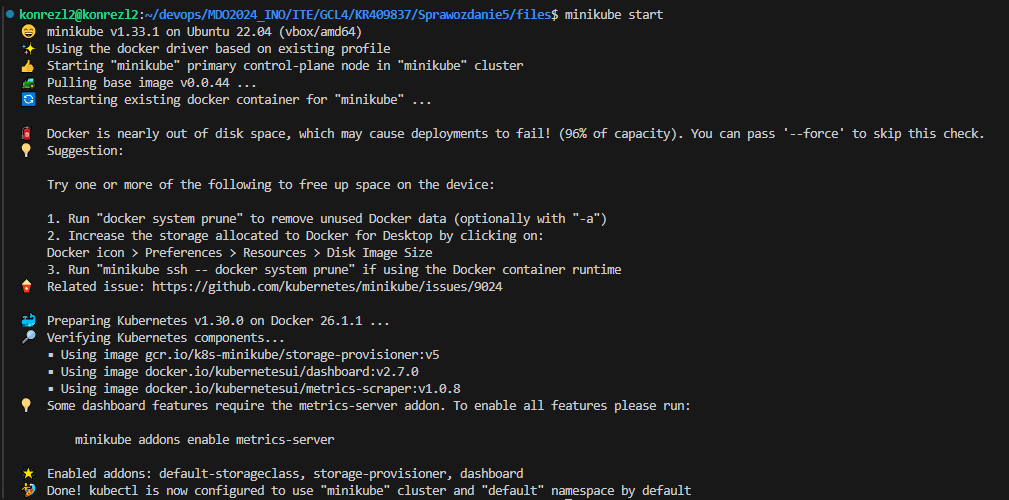 konrezl2@konrezl2:~/devops/MDO2024_INO/ITE/GCL4/KR409837/Sprawozdanie5/files$ minikube start
minikube v1.33.1 on Ubuntu 22.04 (vbox/amd64)
Using the docker driver based on existing profile
Starting "minikube" primary control-plane node in "minikube" cluster
Pulling base image v0.0.44 ...
Restarting existing docker container for "minikube" ...
Docker is nearly out of disk space, which may cause deployments to fail! (96% of capacity). You can pass '--force' to skip this check.
Suggestion:
Try one or more of the following to free up space on the device:
1. Run "docker system prune" to remove unused Docker data (optionally with "-a")
2. Increase the storage allocated to Docker for Desktop by clicking on:
Docker icon > Preferences > Resources > Disk Image Size
3. Run "minikube ssh -- docker system prune" if using the Docker container runtime
Related issue: https://github.com/kubernetes/minikube/issues/9024
Preparing Kubernetes v1.30.0 on Docker 26.1.1 ...
Verifying Kubernetes components...
▪ Using image gcr.io/k8s-minikube/storage-provisioner:v5
▪ Using image docker.io/kubernetesui/dashboard:v2.7.0
▪ Using image docker.io/kubernetesui/metrics-scraper:v1.0.8
Some dashboard features require the metrics-server addon. To enable all features please run:
minikube addons enable metrics-server
Enabled addons: default-storageclass, storage-provisioner, dashboard
Done! kubectl is now configured to use "minikube" cluster and "default" namespace by default